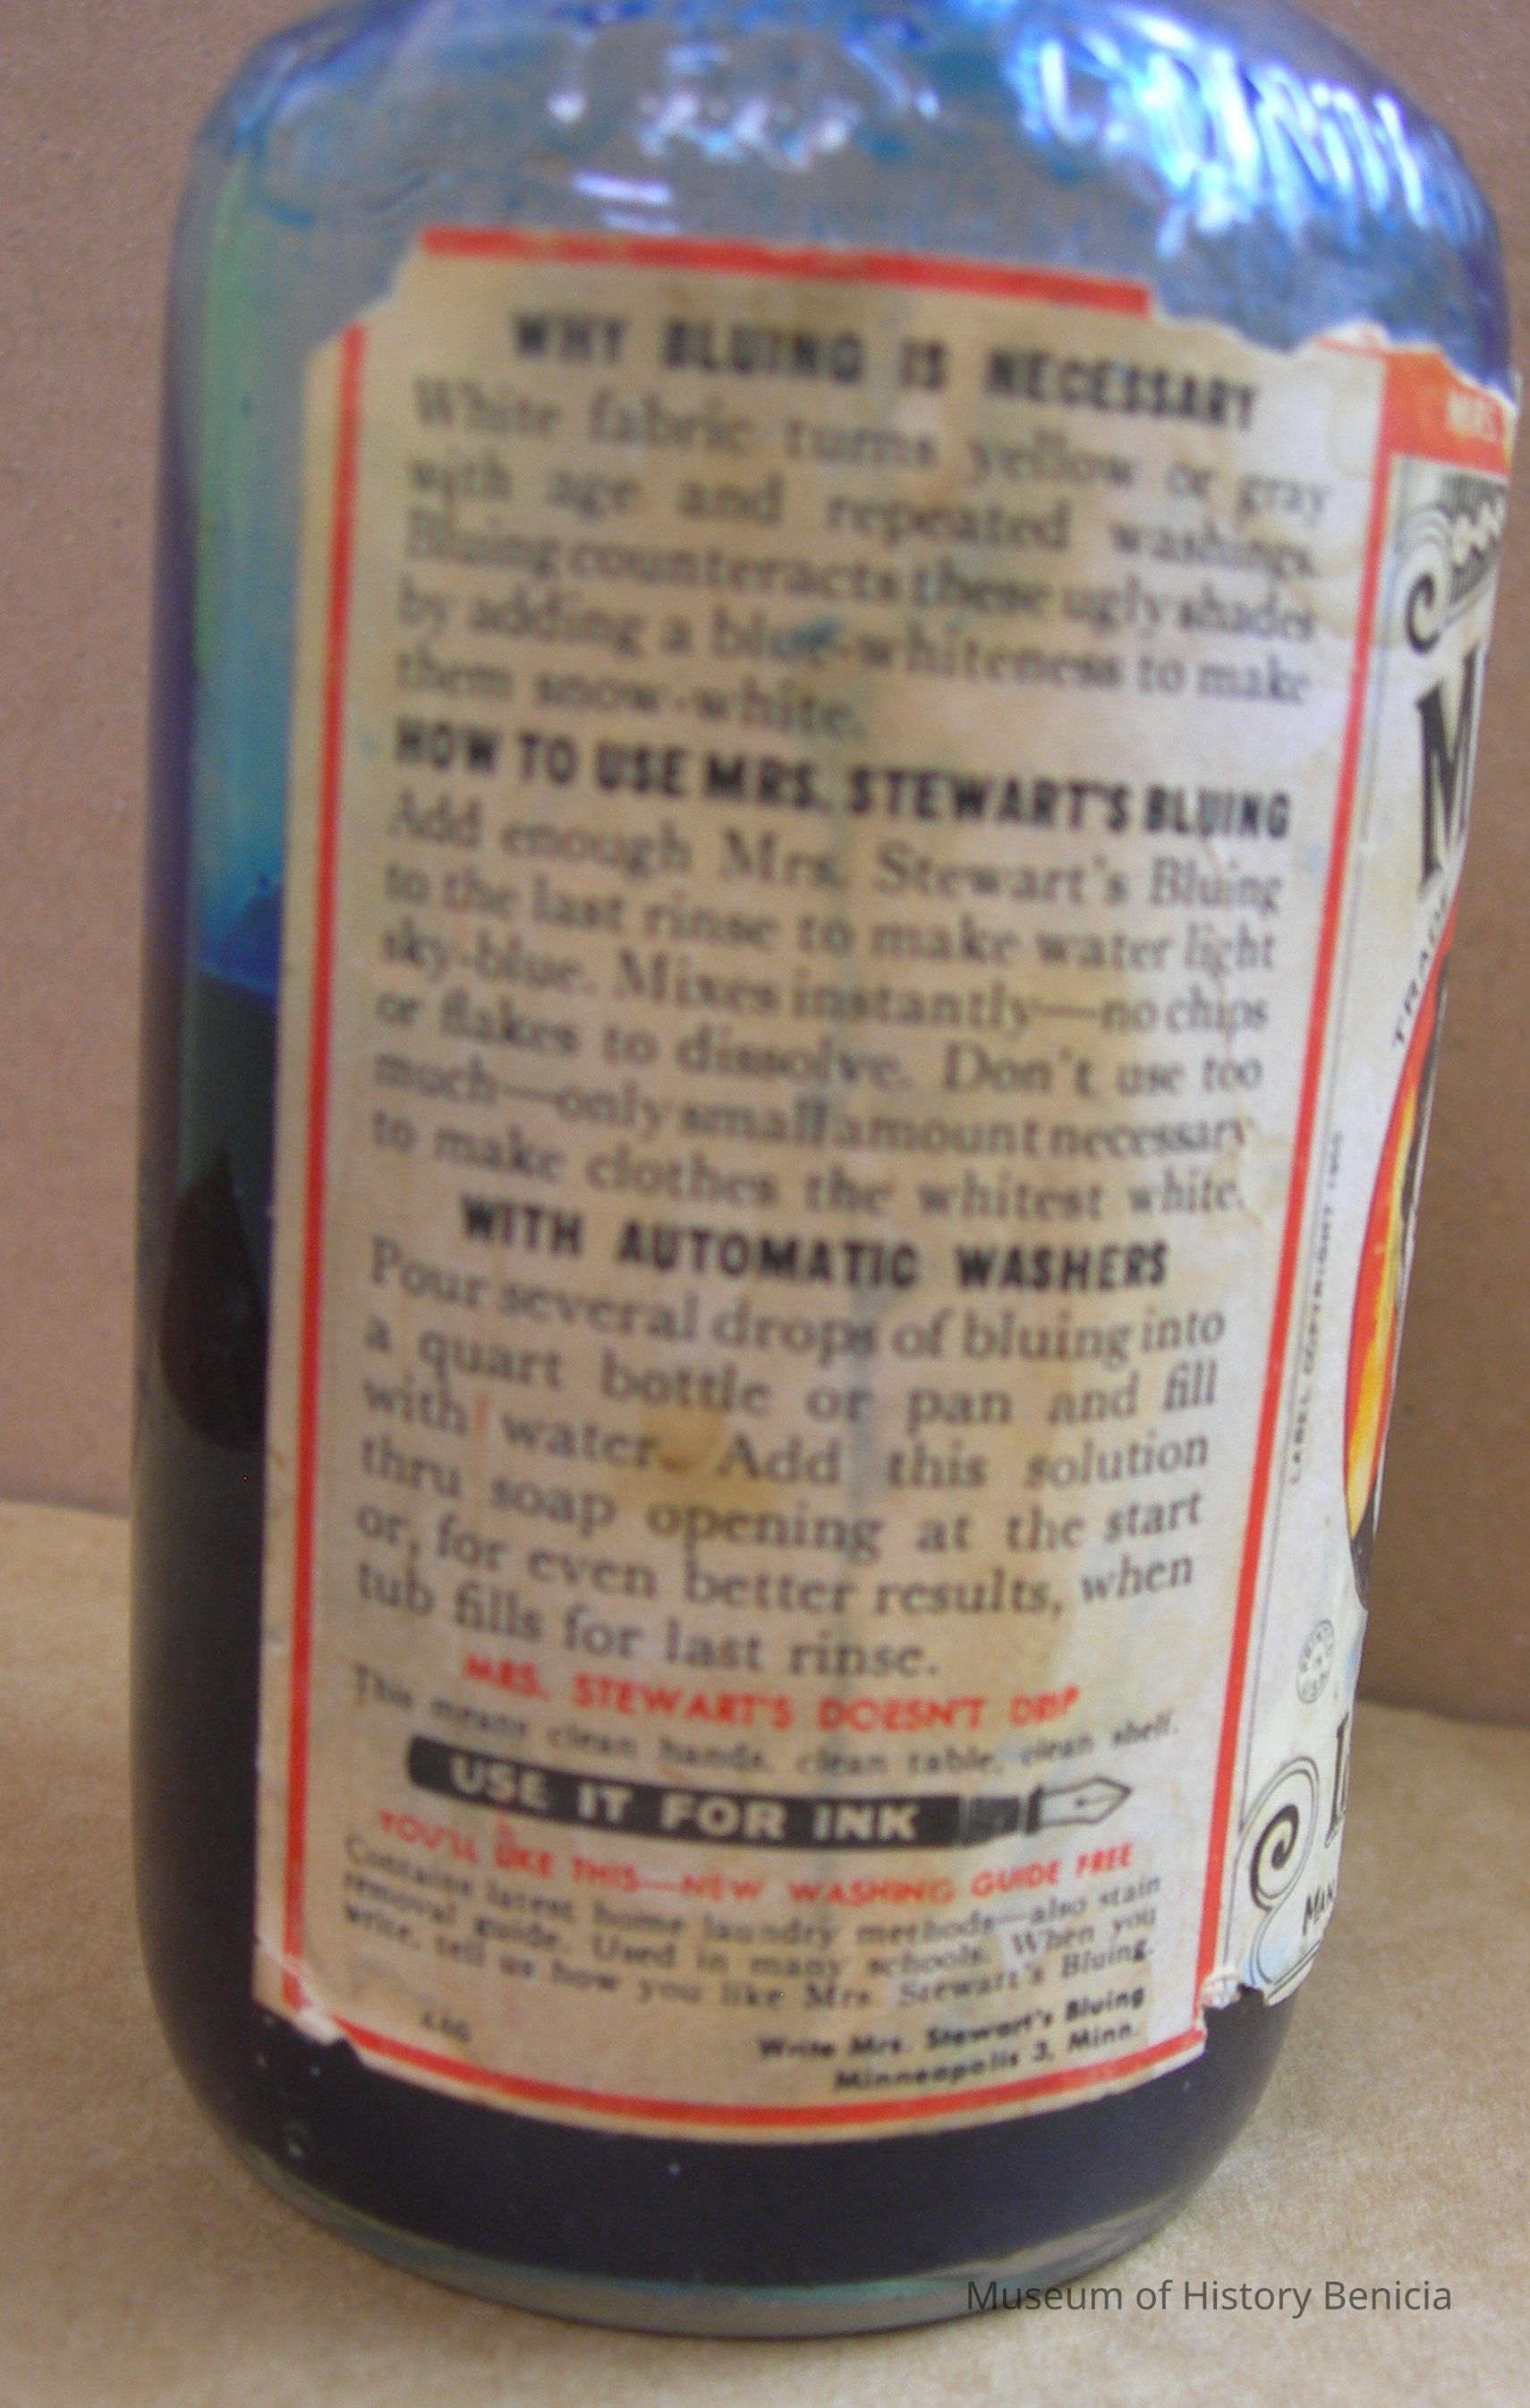 WHY BLUING IS NECESSARY
White fabric turns yellow or gray
with age and repeated washings.
Bluing counteracts these ugly shades
by adding a blue-whiteness to make
them snow-white.
HOW TO USE MRS. STEWART'S BLUING
Add enough Mrs. Stewart's Bluing
to the last rinse to make water light
sky-blue. Mixes instantly—no chips
or flakes to dissolve. Don't use too
much—only small amount necessary
to make clothes the whitest white.
WITH AUTOMATIC WASHERS
Pour several drops of bluing into
a quart bottle or pan and fill
with water. Add this solution
thru soap opening at the start
or, for even better results, when
tub fills for last rinse.
MRS. STEWART'S DOESN'T DRIP
This means clean hands, clean table, clean shelf.
USE IT FOR INK
YOU'LL LIKE THIS—NEW WASHING GUIDE FREE
Contains latest home laundry methods—also stain
removal guide. Used in many schools. When you
write, tell us how you like Mrs. Stewart's Bluing.
Write Mrs. Stewart's Bluing
Minneapolis 3, Minn.
LABEL COPYRIGHT
Museum of History Benicia